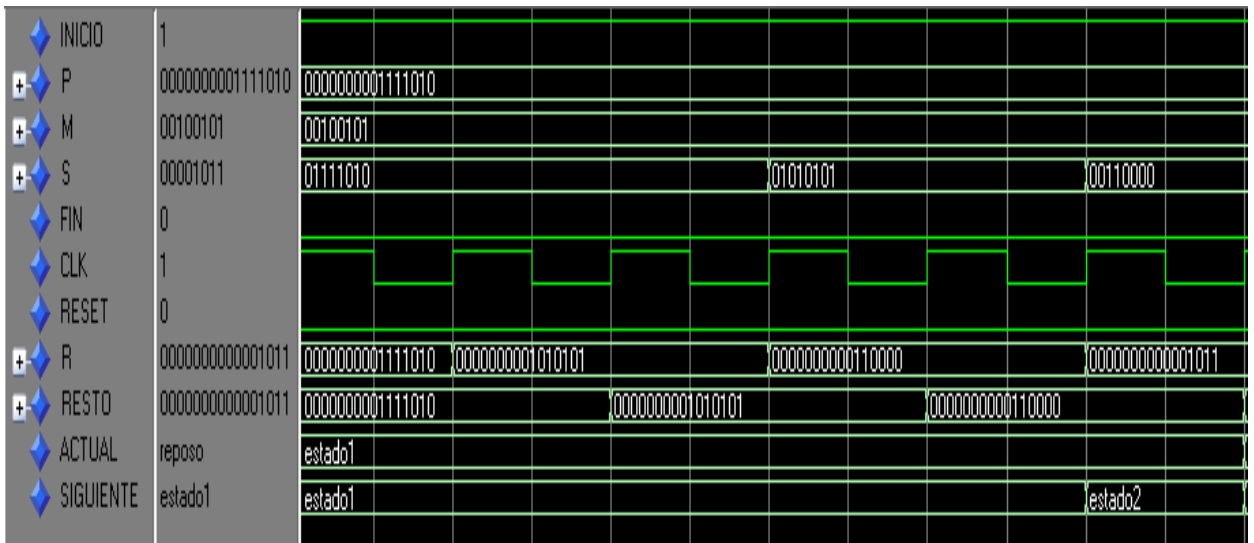 INICIO 1
P 0000000001111010 0000000001111010
M 00100101 00100101
S 00001011 01111010 01010101 00110000
FIN 0
CLK 1
RESET 0
R 0000000000001011 0000000001111010 0000000001010101 0000000000110000 0000000000001011
RESTO 0000000000001011 0000000001111010 0000000001010101 0000000000110000
ACTUAL reposo estado1
SIGUIENTE estado1 estado1 estado2